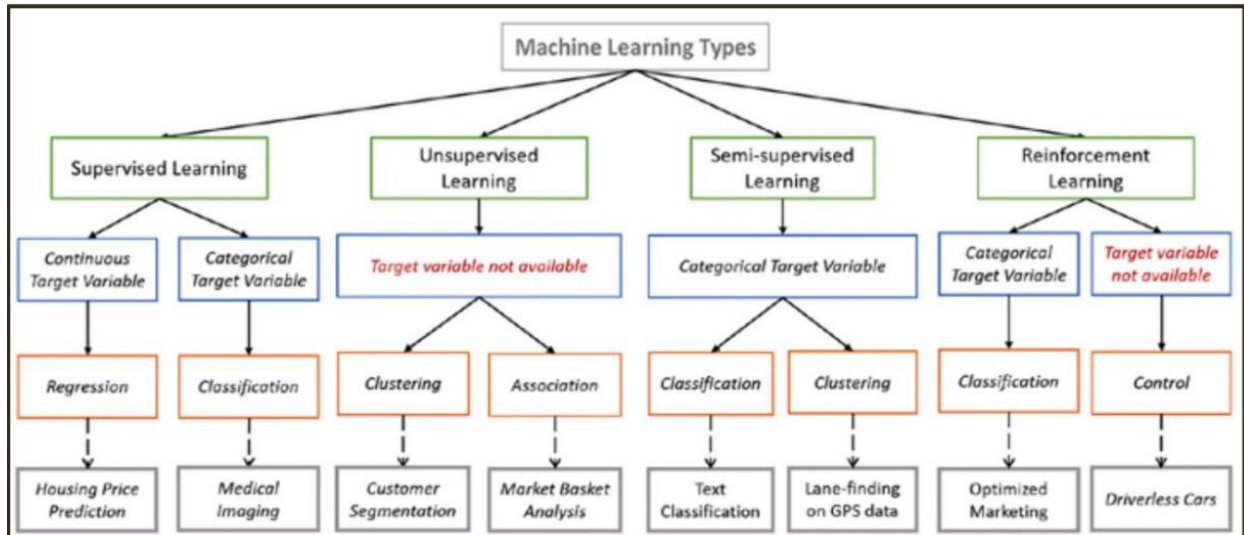 Machine Learning Types
Supervised Learning
Unsupervised
Learning
Semi-supervised
Learning
Reinforcement
Learning
Continuous
Target Variable
Categorical
Target Variable
Target variable not available
Categorical Target Variable
Categorical
Target Variable
Target variable
not available
Regression
Classification
Clustering
Association
Classification
Clustering
Classification
Control
Housing Price
Prediction
Medical
Imaging
Customer
Segmentation
Market Basket
Analysis
Text
Classification
Lane-finding
on GPS data
Optimized
Marketing
Driverless Cars